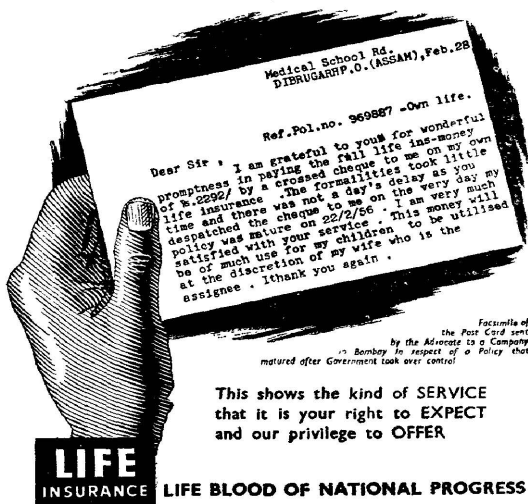 Medical School Rd.
DIBRUGARHP.O.(ASSAM),Feb.28
Ref.Pol.no. 969887 -Own life.
Dear Sir ,
I am grateful to you# for wonderful
promptness in paying the full life ins-money
of Rs.2292/ by a crossed cheque to me on my own
life insurance .The formailities took little
time and there was not a day's delay as you
despatched the cheque to me on the very day my
policy was mature on 22/2/56 . I am very much
satisfied with your service .This money will
be of much use for my children to be utilised
at the discretion of my wife who is the
assignee . Ithank you again .
Facsimile of
the Post Card sent
by the Advocate to a Company
in Bombay in respect of a Policy that
matured after Government took over control
This shows the kind of SERVICE
that it is your right to EXPECT
and our privilege to OFFER
LIFE
INSURANCE
LIFE BLOOD OF NATIONAL PROGRESS